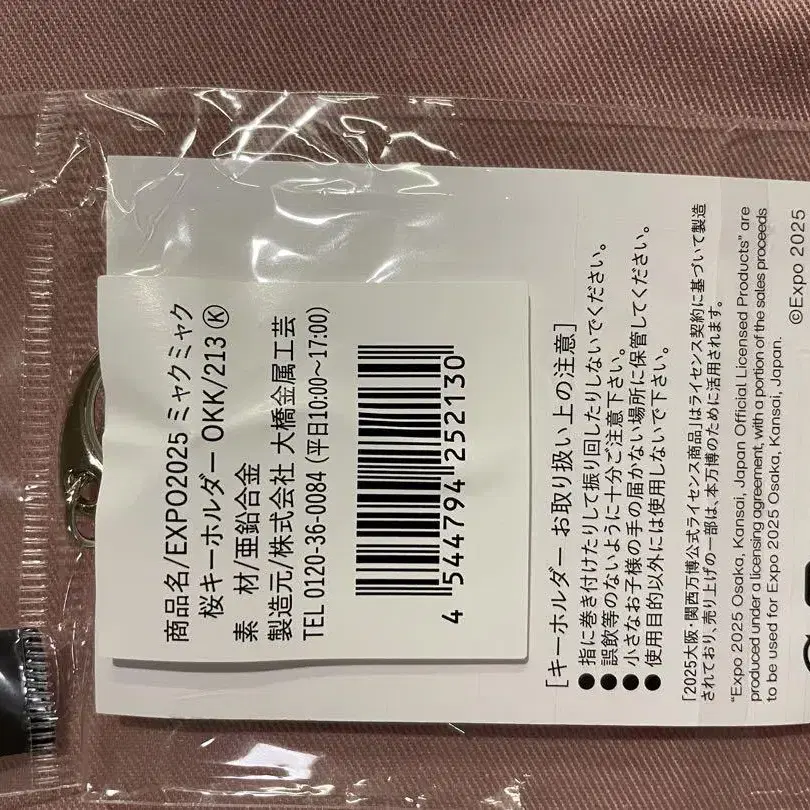 商品名/EXPO2025 ミャクミャク
桜キーホルダー OKK/213 Ⓚ
素 材/亜鉛合金
製造元/株式会社 大橋金属工芸
TEL 0120-36-0084 (平日10:00～17:00)
4 544794 252130
[キーホルダー お取り扱い上の注意]
●指に巻き付けたりして振り回したりしないでください。
●誤飲等のないように十分ご注意下さい。
●小さなお子様の手の届かない場所に保管してください。
●使用目的以外には使用しないで下さい。
「2025大阪・関西万博公式ライセンス商品」はライセンス契約に基づいて製造
されており、売り上げの一部は、本万博のために活用されます。
“Expo 2025 Osaka, Kansai, Japan Official Licensed Products” are
produced under a licensing agreement, with a portion of the sales proceeds
to be used for Expo 2025 Osaka, Kansai, Japan.
©Expo 2025